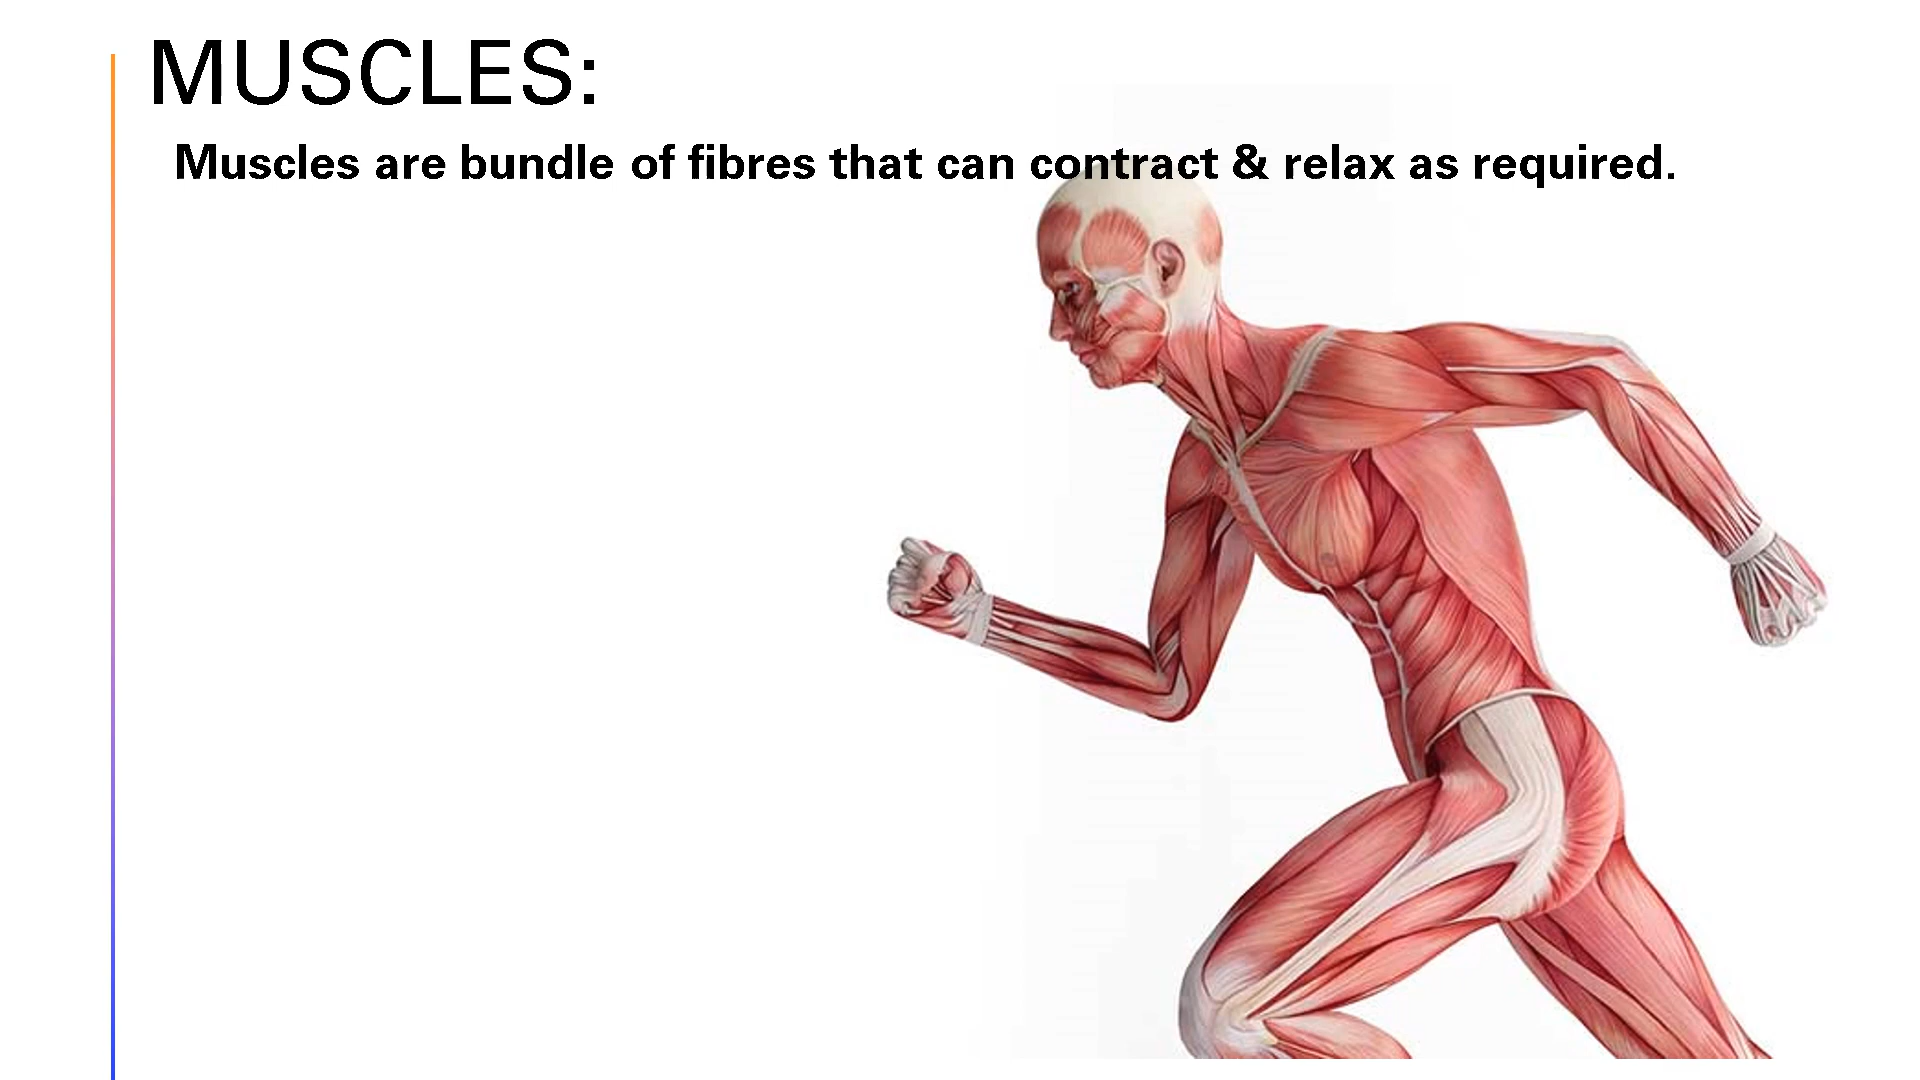 MUSCLES:
Muscles are bundle of fibres that can contract & relax as required.